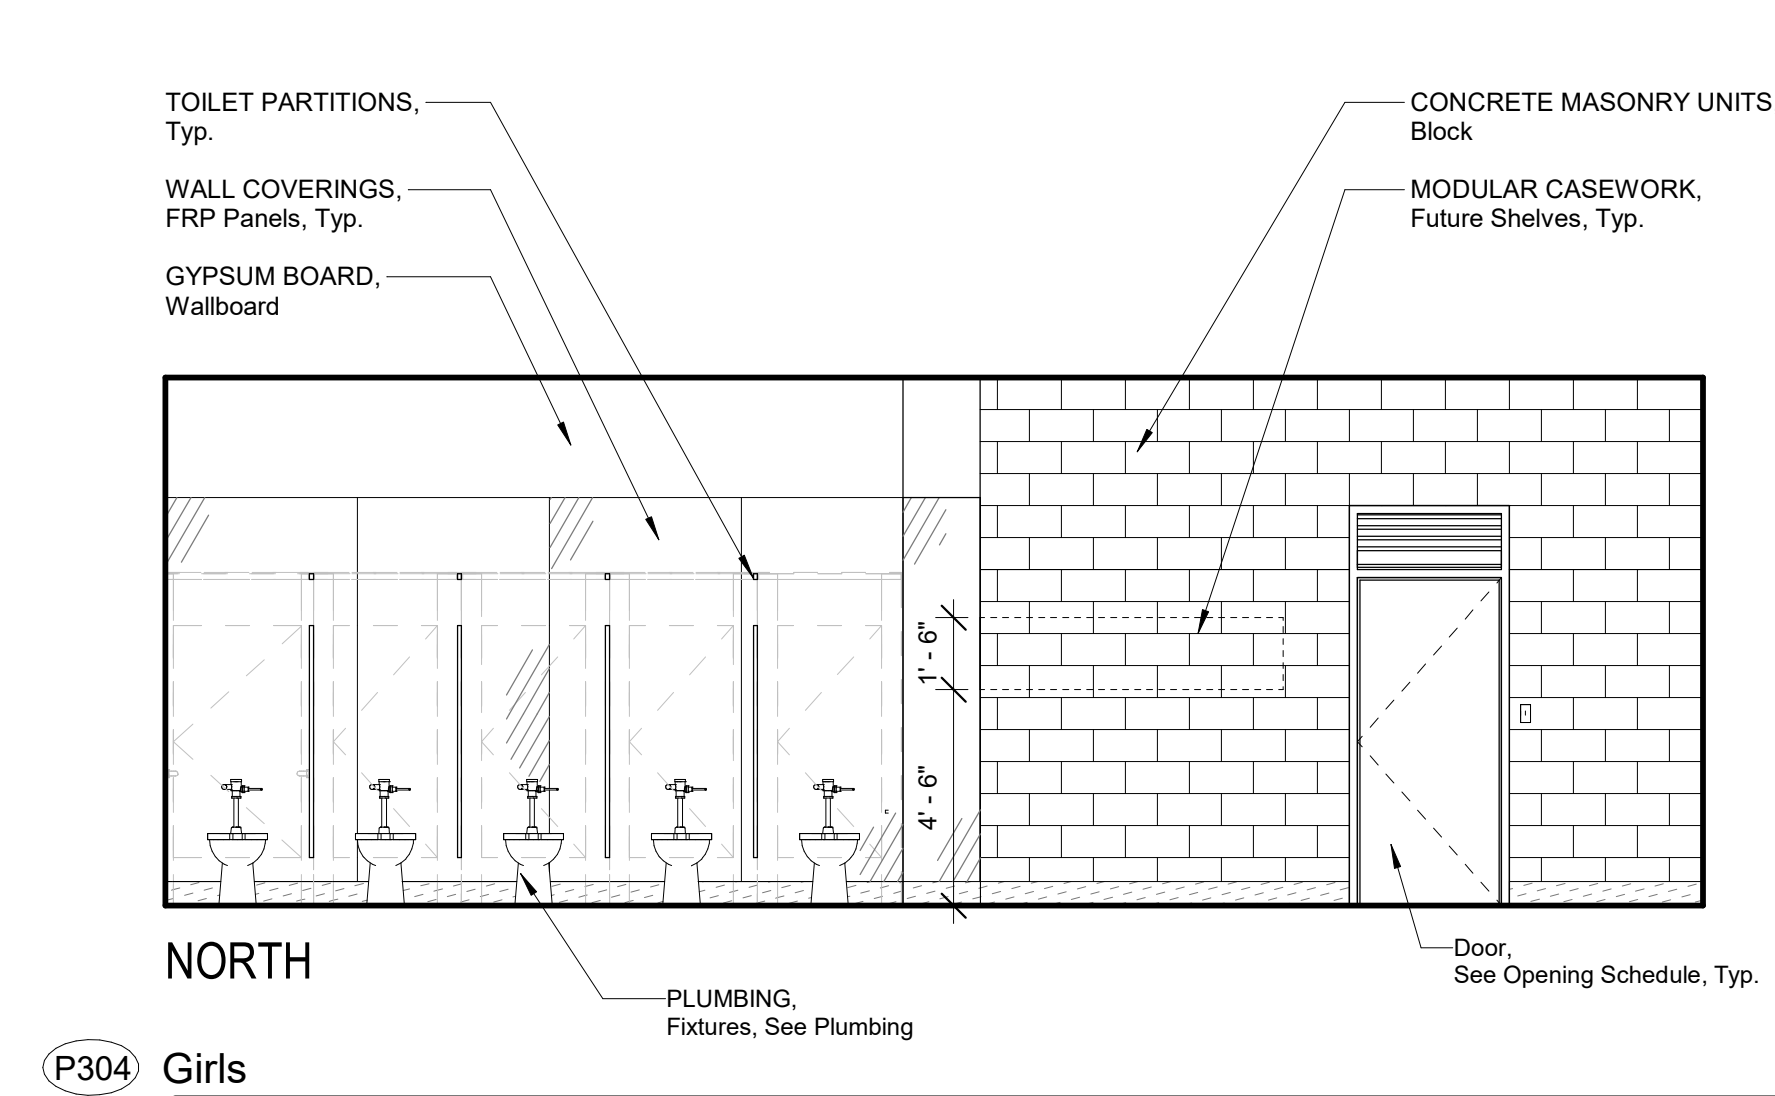 TOILET PARTITIONS,
Typ.
WALL COVERINGS,
FRP Panels, Typ.
GYPSUM BOARD,
Wallboard
CONCRETE MASONRY UNITS
Block
MODULAR CASEWORK,
Future Shelves, Typ.
1' - 6"
4' - 6"
NORTH
Door,
See Opening Schedule, Typ.
PLUMBING,
Fixtures, See Plumbing
P304 Girls